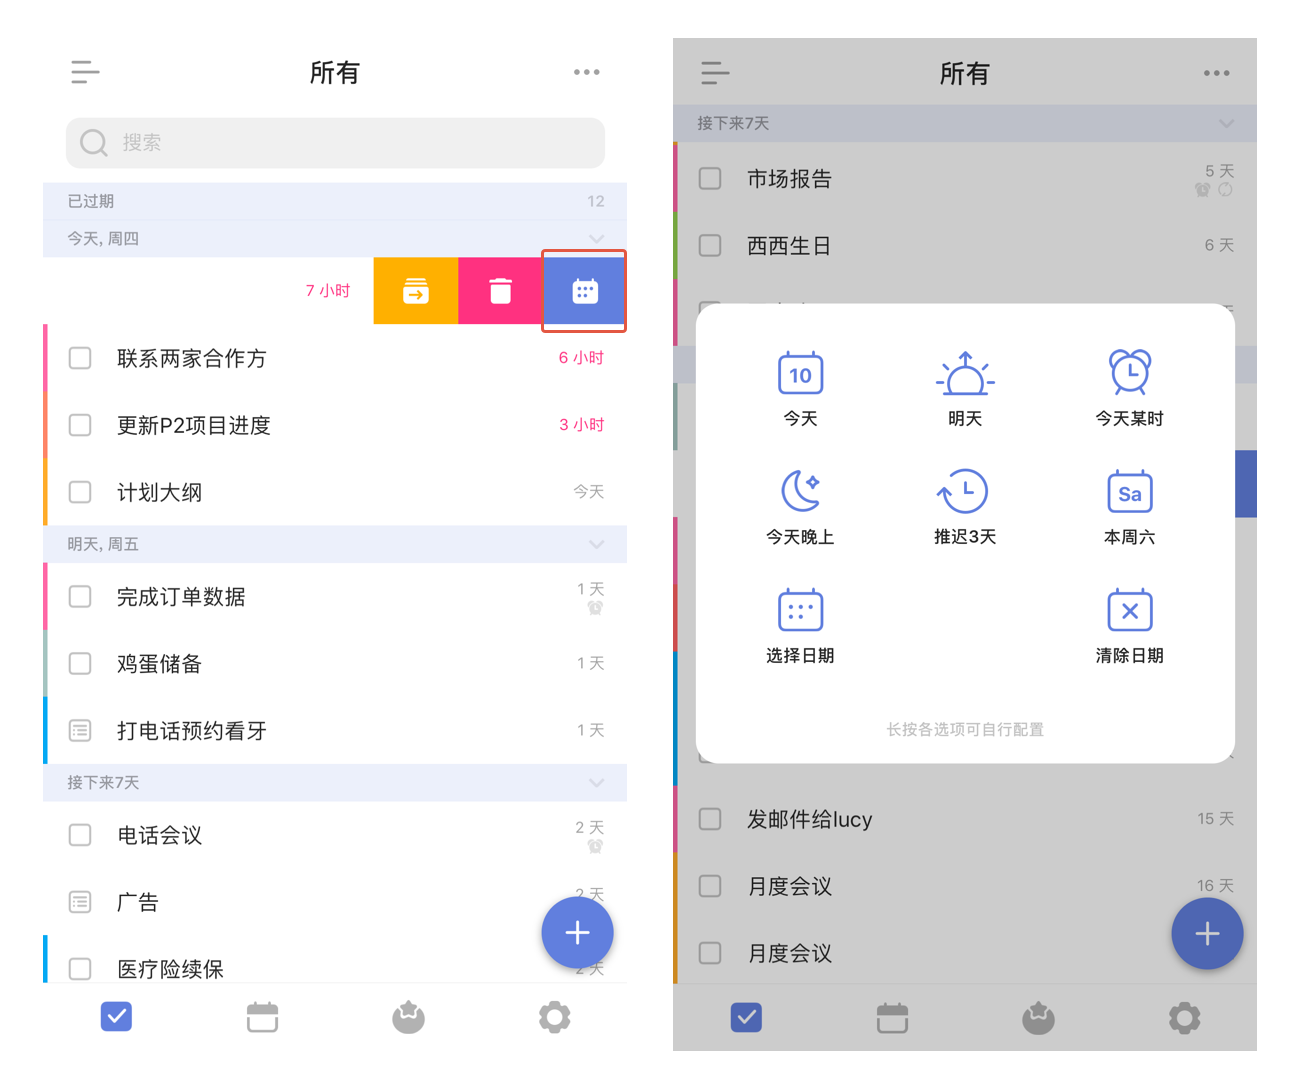 所有
搜索
已过期 12
今天, 周四
7 小时
联系两家合作方 6 小时
更新P2项目进度 3 小时
计划大纲 今天
明天, 周五
完成订单数据 1 天
鸡蛋储备 1 天
打电话预约看牙 1 天
接下来7天
电话会议 2 天
广告 2 天
医疗险续保 2 天
所有
接下来7天
市场报告 5 天
西西生日 6 天
10
今天 明天 今天某时
Sa
今天晚上 推迟3天 本周六
选择日期 清除日期
长按各选项可自行配置
发邮件给lucy 15 天
月度会议 16 天
月度会议